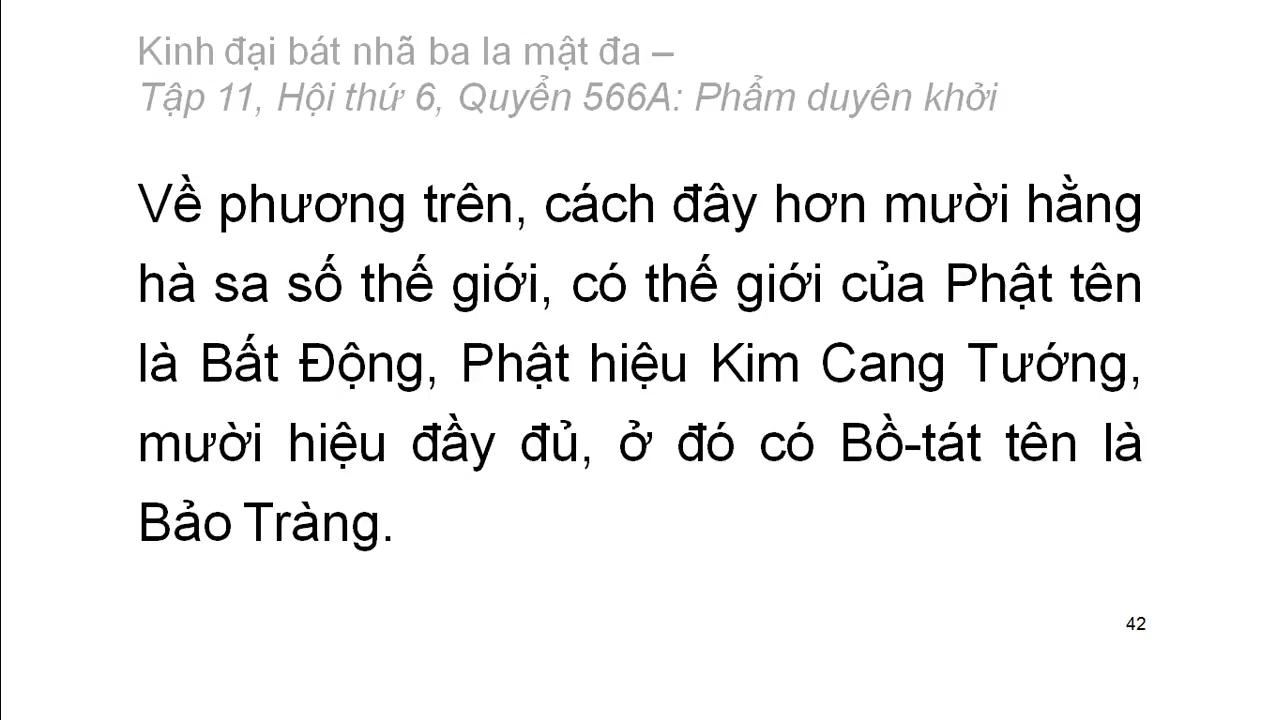 Kinh đại bát nhã ba la mật đa –
Tập 11, Hội thứ 6, Quyển 566A: Phẩm duyên khởi
Về phương trên, cách đây hơn mười hằng
hà sa số thế giới, có thế giới của Phật tên
là Bất Động, Phật hiệu Kim Cang Tướng,
mười hiệu đầy đủ, ở đó có Bồ-tát tên là
Bảo Tràng.
42